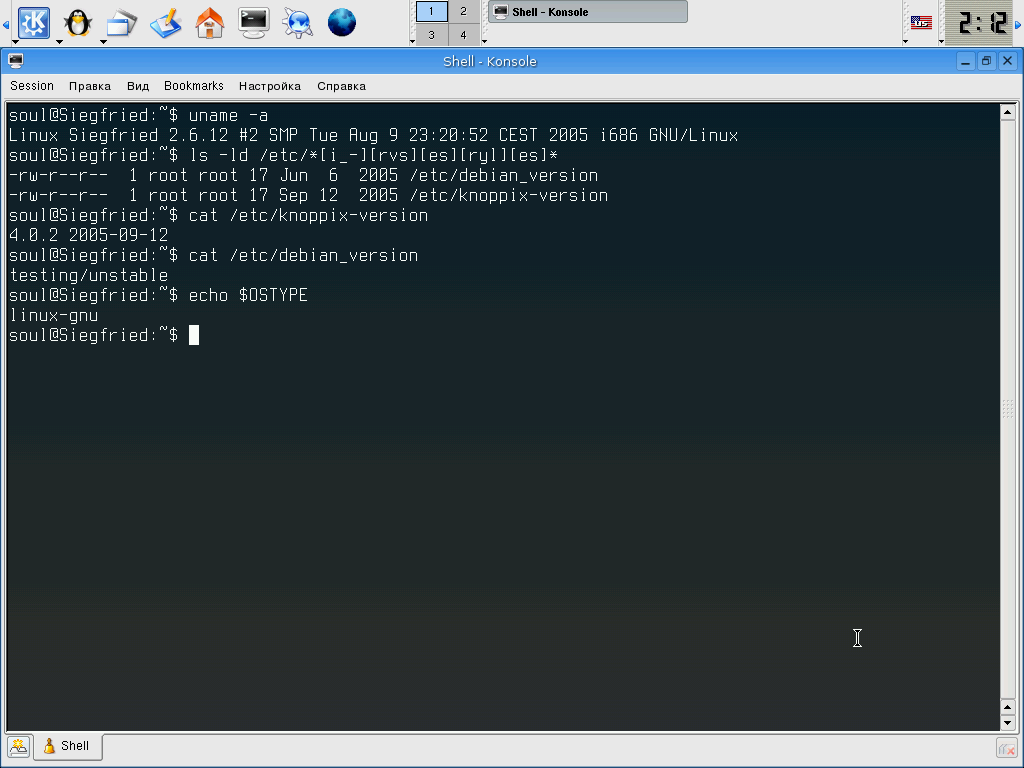 1 2
3 4
Shell - Konsole
2:12
Shell - Konsole
Session Правка Вид Bookmarks Настройка Справка
soul@Siegfried:~$ uname -a
Linux Siegfried 2.6.12 #2 SMP Tue Aug 9 23:20:52 CEST 2005 i686 GNU/Linux
soul@Siegfried:~$ ls -ld /etc/*[i_-][rvs][es][ryl][es]*
-rw-r--r--  1 root root 17 Jun  6  2005 /etc/debian_version
-rw-r--r--  1 root root 17 Sep 12  2005 /etc/knoppix-version
soul@Siegfried:~$ cat /etc/knoppix-version
4.0.2 2005-09-12
soul@Siegfried:~$ cat /etc/debian_version
testing/unstable
soul@Siegfried:~$ echo $OSTYPE
linux-gnu
soul@Siegfried:~$
Shell